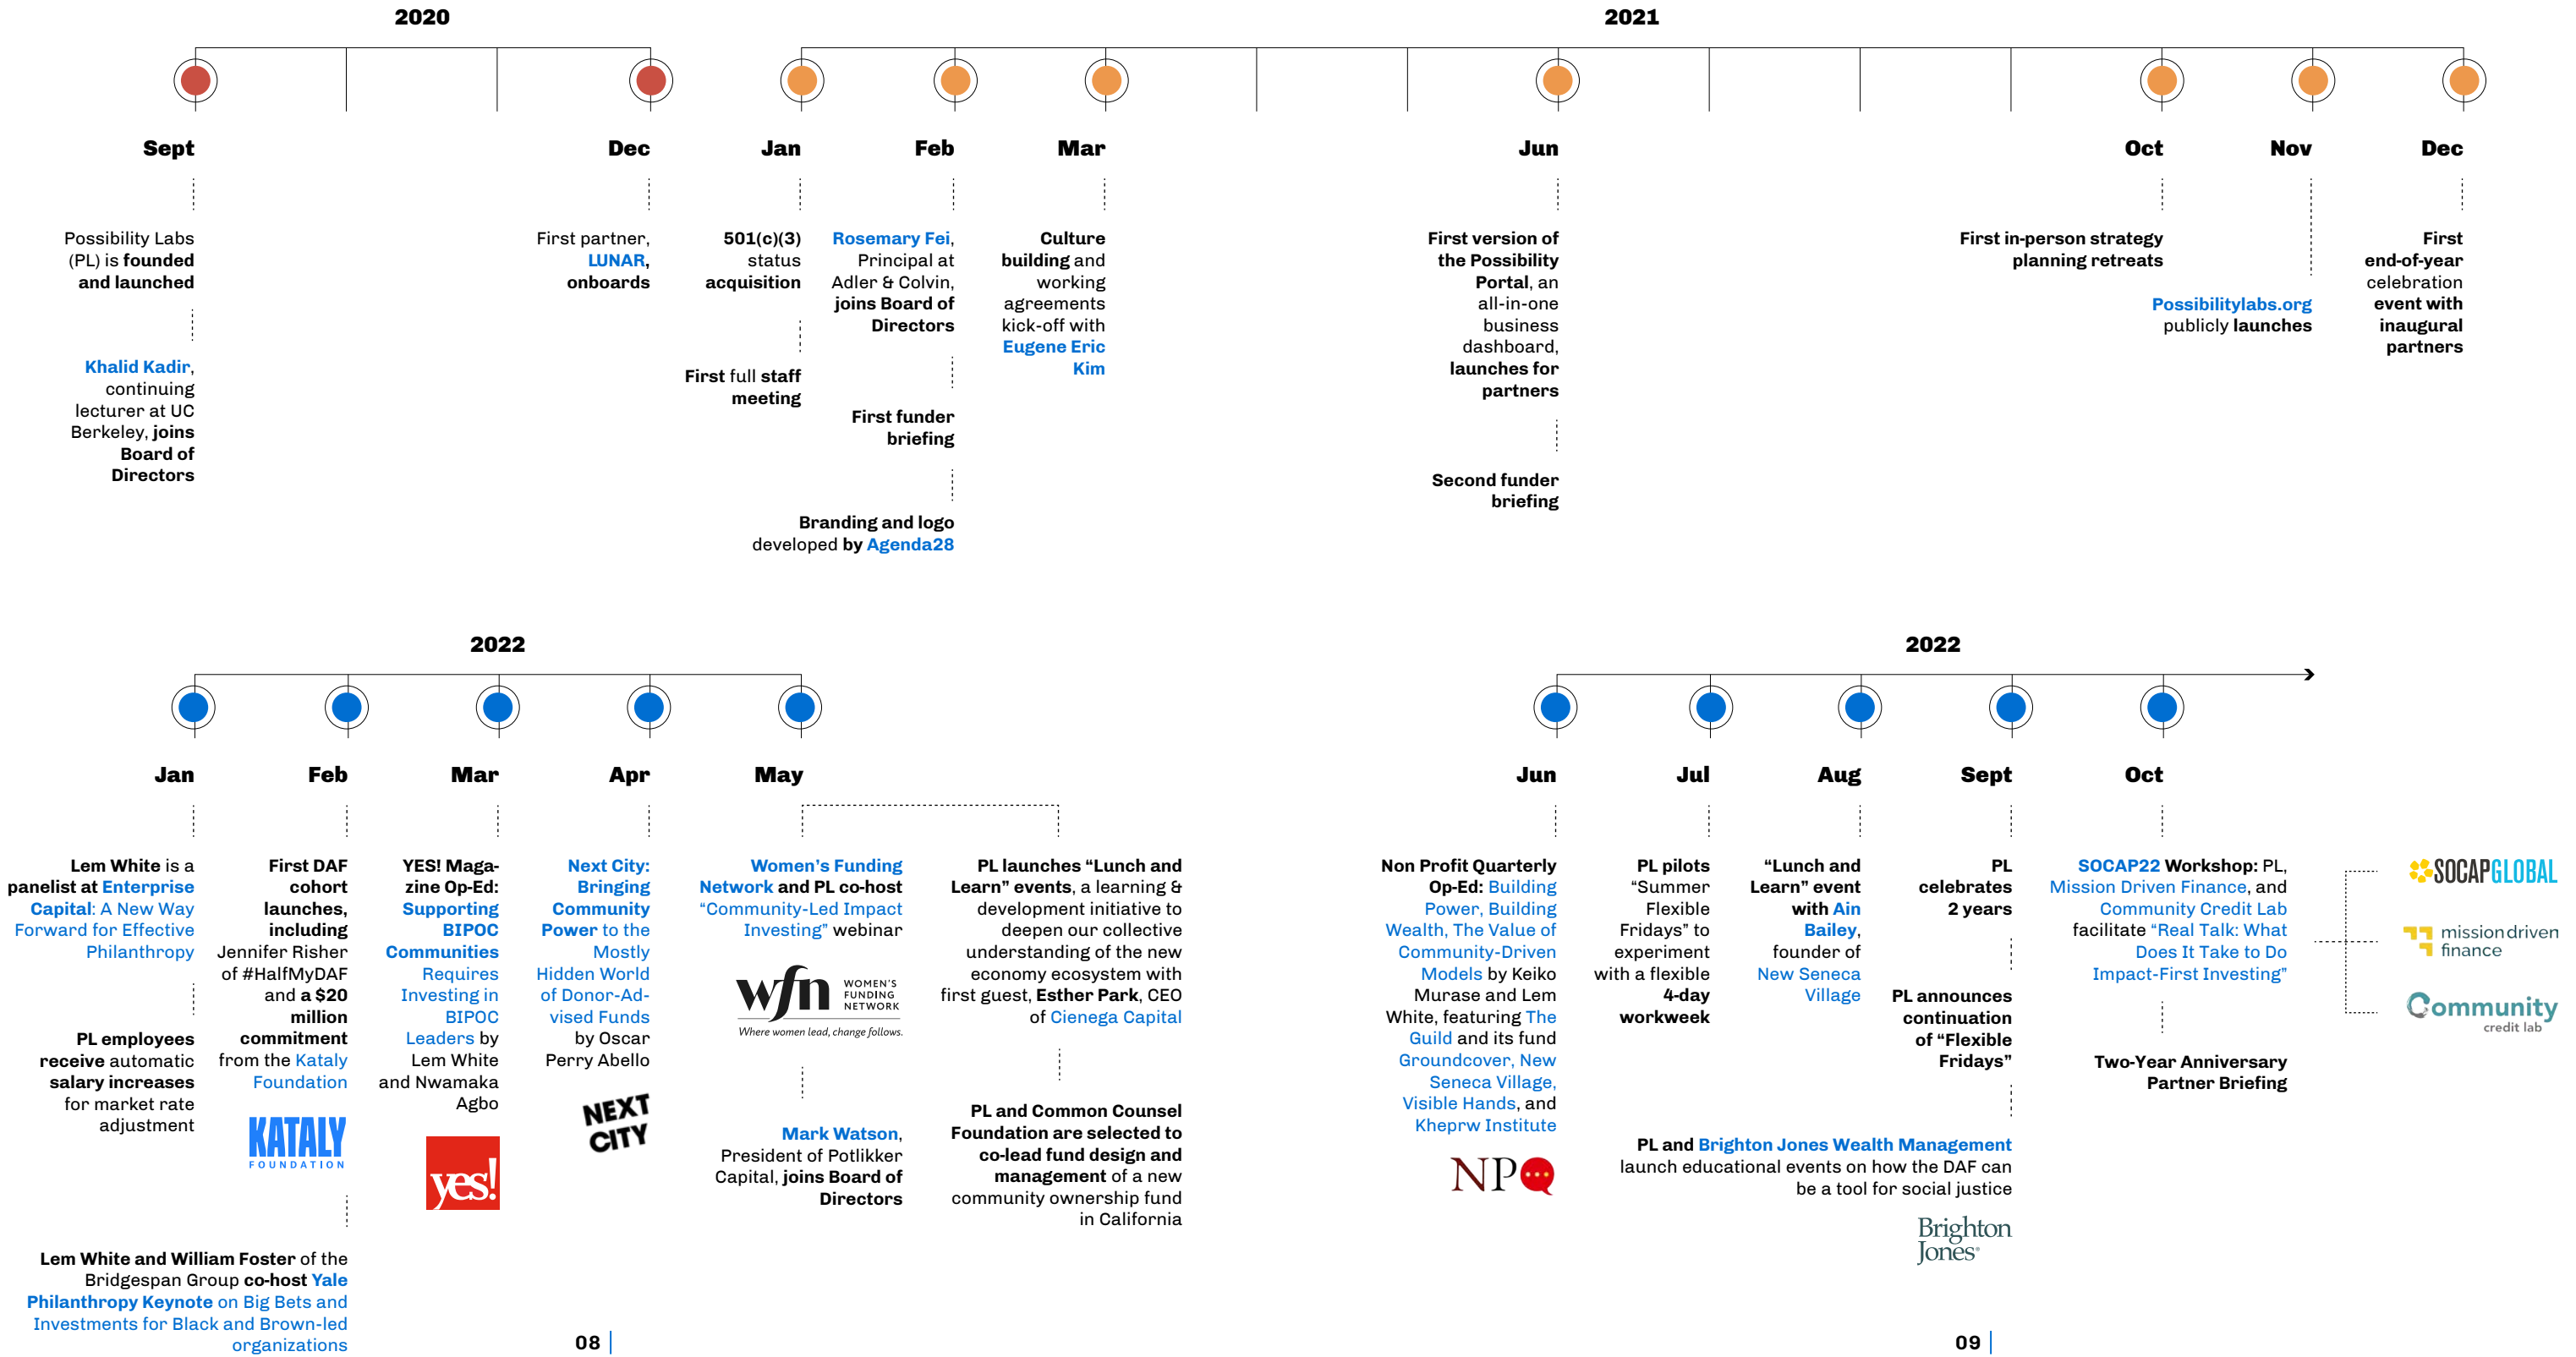 2020
2021
Sept
Dec
Jan
Feb
Mar
Jun
Oct
Nov
Dec
Possibility Labs
(PL) is founded
and launched
Khalid Kadir,
continuing
lecturer at UC
Berkeley, joins
Board of
Directors
First partner,
LUNAR,
onboards
501(c)(3)
status
acquisition
First full staff
meeting
Rosemary Fei,
Principal at
Adler & Colvin,
joins Board of
Directors
First funder
briefing
Branding and logo
developed by Agenda28
Culture
building and
working
agreements
kick-off with
Eugene Eric
Kim
First version of
the Possibility
Portal, an
all-in-one
business
dashboard,
launches for
partners
Second funder
briefing
First in-person strategy
planning retreats
Possibilitylabs.org
publicly launches
First
end-of-year
celebration
event with
inaugural
partners
2022
Jan
Feb
Mar
Apr
May
Lem White is a
panelist at Enterprise
Capital: A New Way
Forward for Effective
Philanthropy
PL employees
receive automatic
salary increases
for market rate
adjustment
First DAF
cohort
launches,
including
Jennifer Risher
of #HalfMyDAF
and a $20
million
commitment
from the Kataly
Foundation
KATALY
FOUNDATION
Lem White and William Foster of the
Bridgespan Group co-host Yale
Philanthropy Keynote on Big Bets and
Investments for Black and Brown-led
organizations
YES! Maga-
zine Op-Ed:
Supporting
BIPOC
Communities
Requires
Investing in
BIPOC
Leaders by
Lem White
and Nwamaka
Agbo
yes!
Next City:
Bringing
Community
Power to the
Mostly
Hidden World
of Donor-Ad-
vised Funds
by Oscar
Perry Abello
NEXT
CITY
Women's Funding
Network and PL co-host
"Community-Led Impact
Investing" webinar
wfn
WOMEN'S
FUNDING
NETWORK
Where women lead, change follows.
Mark Watson,
President of Potlikker
Capital, joins Board of
Directors
PL launches "Lunch and
Learn" events, a learning &
development initiative to
deepen our collective
understanding of the new
economy ecosystem with
first guest, Esther Park, CEO
of Cienega Capital
PL and Common Counsel
Foundation are selected to
co-lead fund design and
management of a new
community ownership fund
in California
08
2022
Jun
Jul
Aug
Sept
Oct
Non Profit Quarterly
Op-Ed: Building
Power, Building
Wealth, The Value of
Community-Driven
Models by Keiko
Murase and Lem
White, featuring The
Guild and its fund
Groundcover, New
Seneca Village,
Visible Hands, and
Kheprw Institute
NPQ
PL pilots
"Summer
Flexible
Fridays" to
experiment
with a flexible
4-day
workweek
"Lunch and
Learn" event
with Ain
Bailey,
founder of
New Seneca
Village
PL
celebrates
2 years
PL announces
continuation
of "Flexible
Fridays"
PL and Brighton Jones Wealth Management
launch educational events on how the DAF can
be a tool for social justice
Brighton
Jones®
SOCAP22 Workshop: PL,
Mission Driven Finance, and
Community Credit Lab
facilitate "Real Talk: What
Does It Take to Do
Impact-First Investing"
Two-Year Anniversary
Partner Briefing
SOCAPGLOBAL
mission driven
finance
Community
credit lab
09